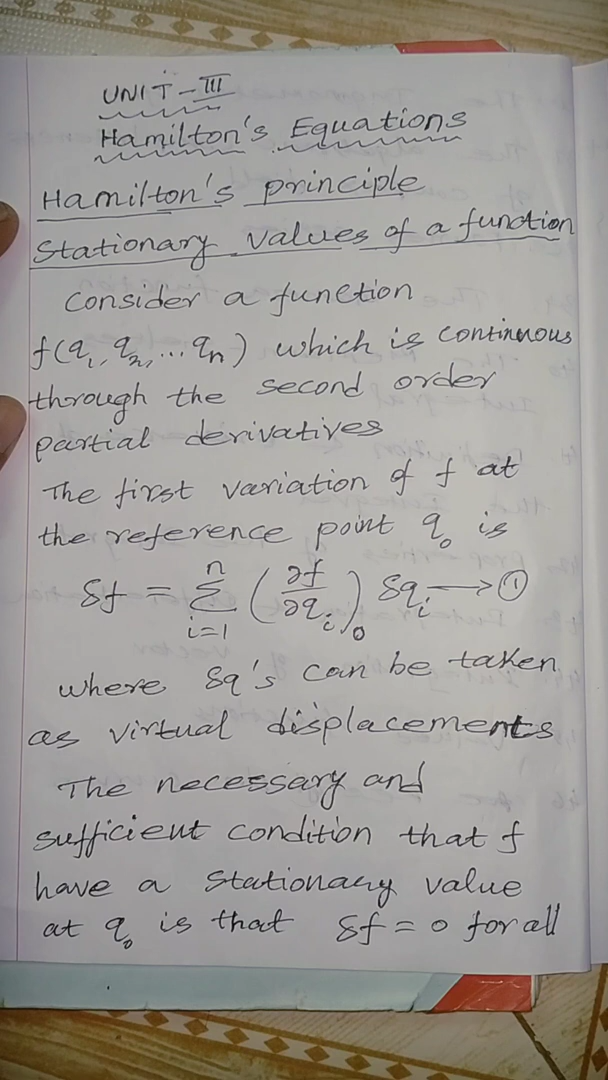 UNIT-III
Hamilton's Equations
Hamilton's principle
Stationary values of a function
Consider a function
f(q₁, q₂, ... qₙ) which is continuous
through the second order
partial derivatives
The first variation of f at
the reference point q₀ is
δf = Σᵢ₌₁ⁿ (∂f/∂qᵢ)₀ δqᵢ → ①
where δq's can be taken
as virtual displacements
The necessary and
sufficient condition that f
have a stationary value
at q₀ is that δf = 0 for all